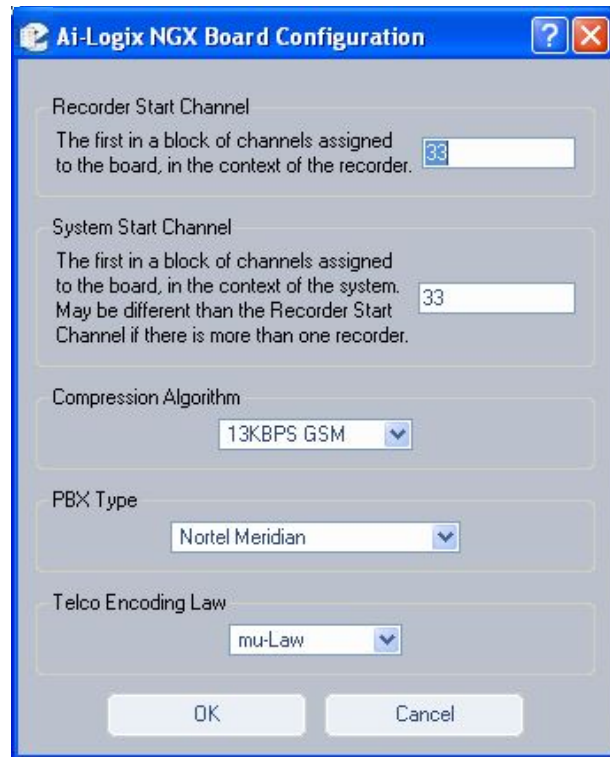 Ai-Logix NGX Board Configuration
Recorder Start Channel
The first in a block of channels assigned
to the board, in the context of the recorder.
33
System Start Channel
The first in a block of channels assigned
to the board, in the context of the system.
May be different than the Recorder Start
Channel if there is more than one recorder.
33
Compression Algorithm
13KBPS GSM
PBX Type
Nortel Meridian
Telco Encoding Law
mu-Law
OK
Cancel